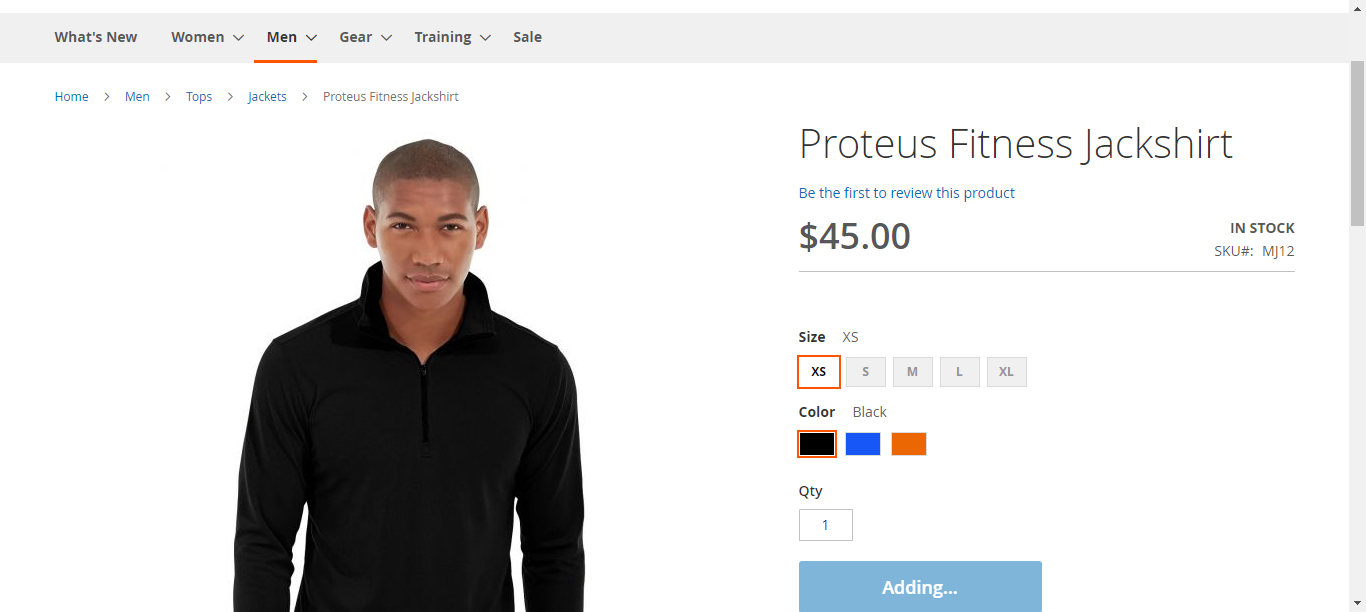 What's New Women Men Gear Training Sale
Home Men Tops Jackets Proteus Fitness Jackshirt
Proteus Fitness Jackshirt
Be the first to review this product
$45.00
IN STOCK
SKU#: MJ12
Size XS
XS S M L XL
Color Black
Qty
1
Adding...